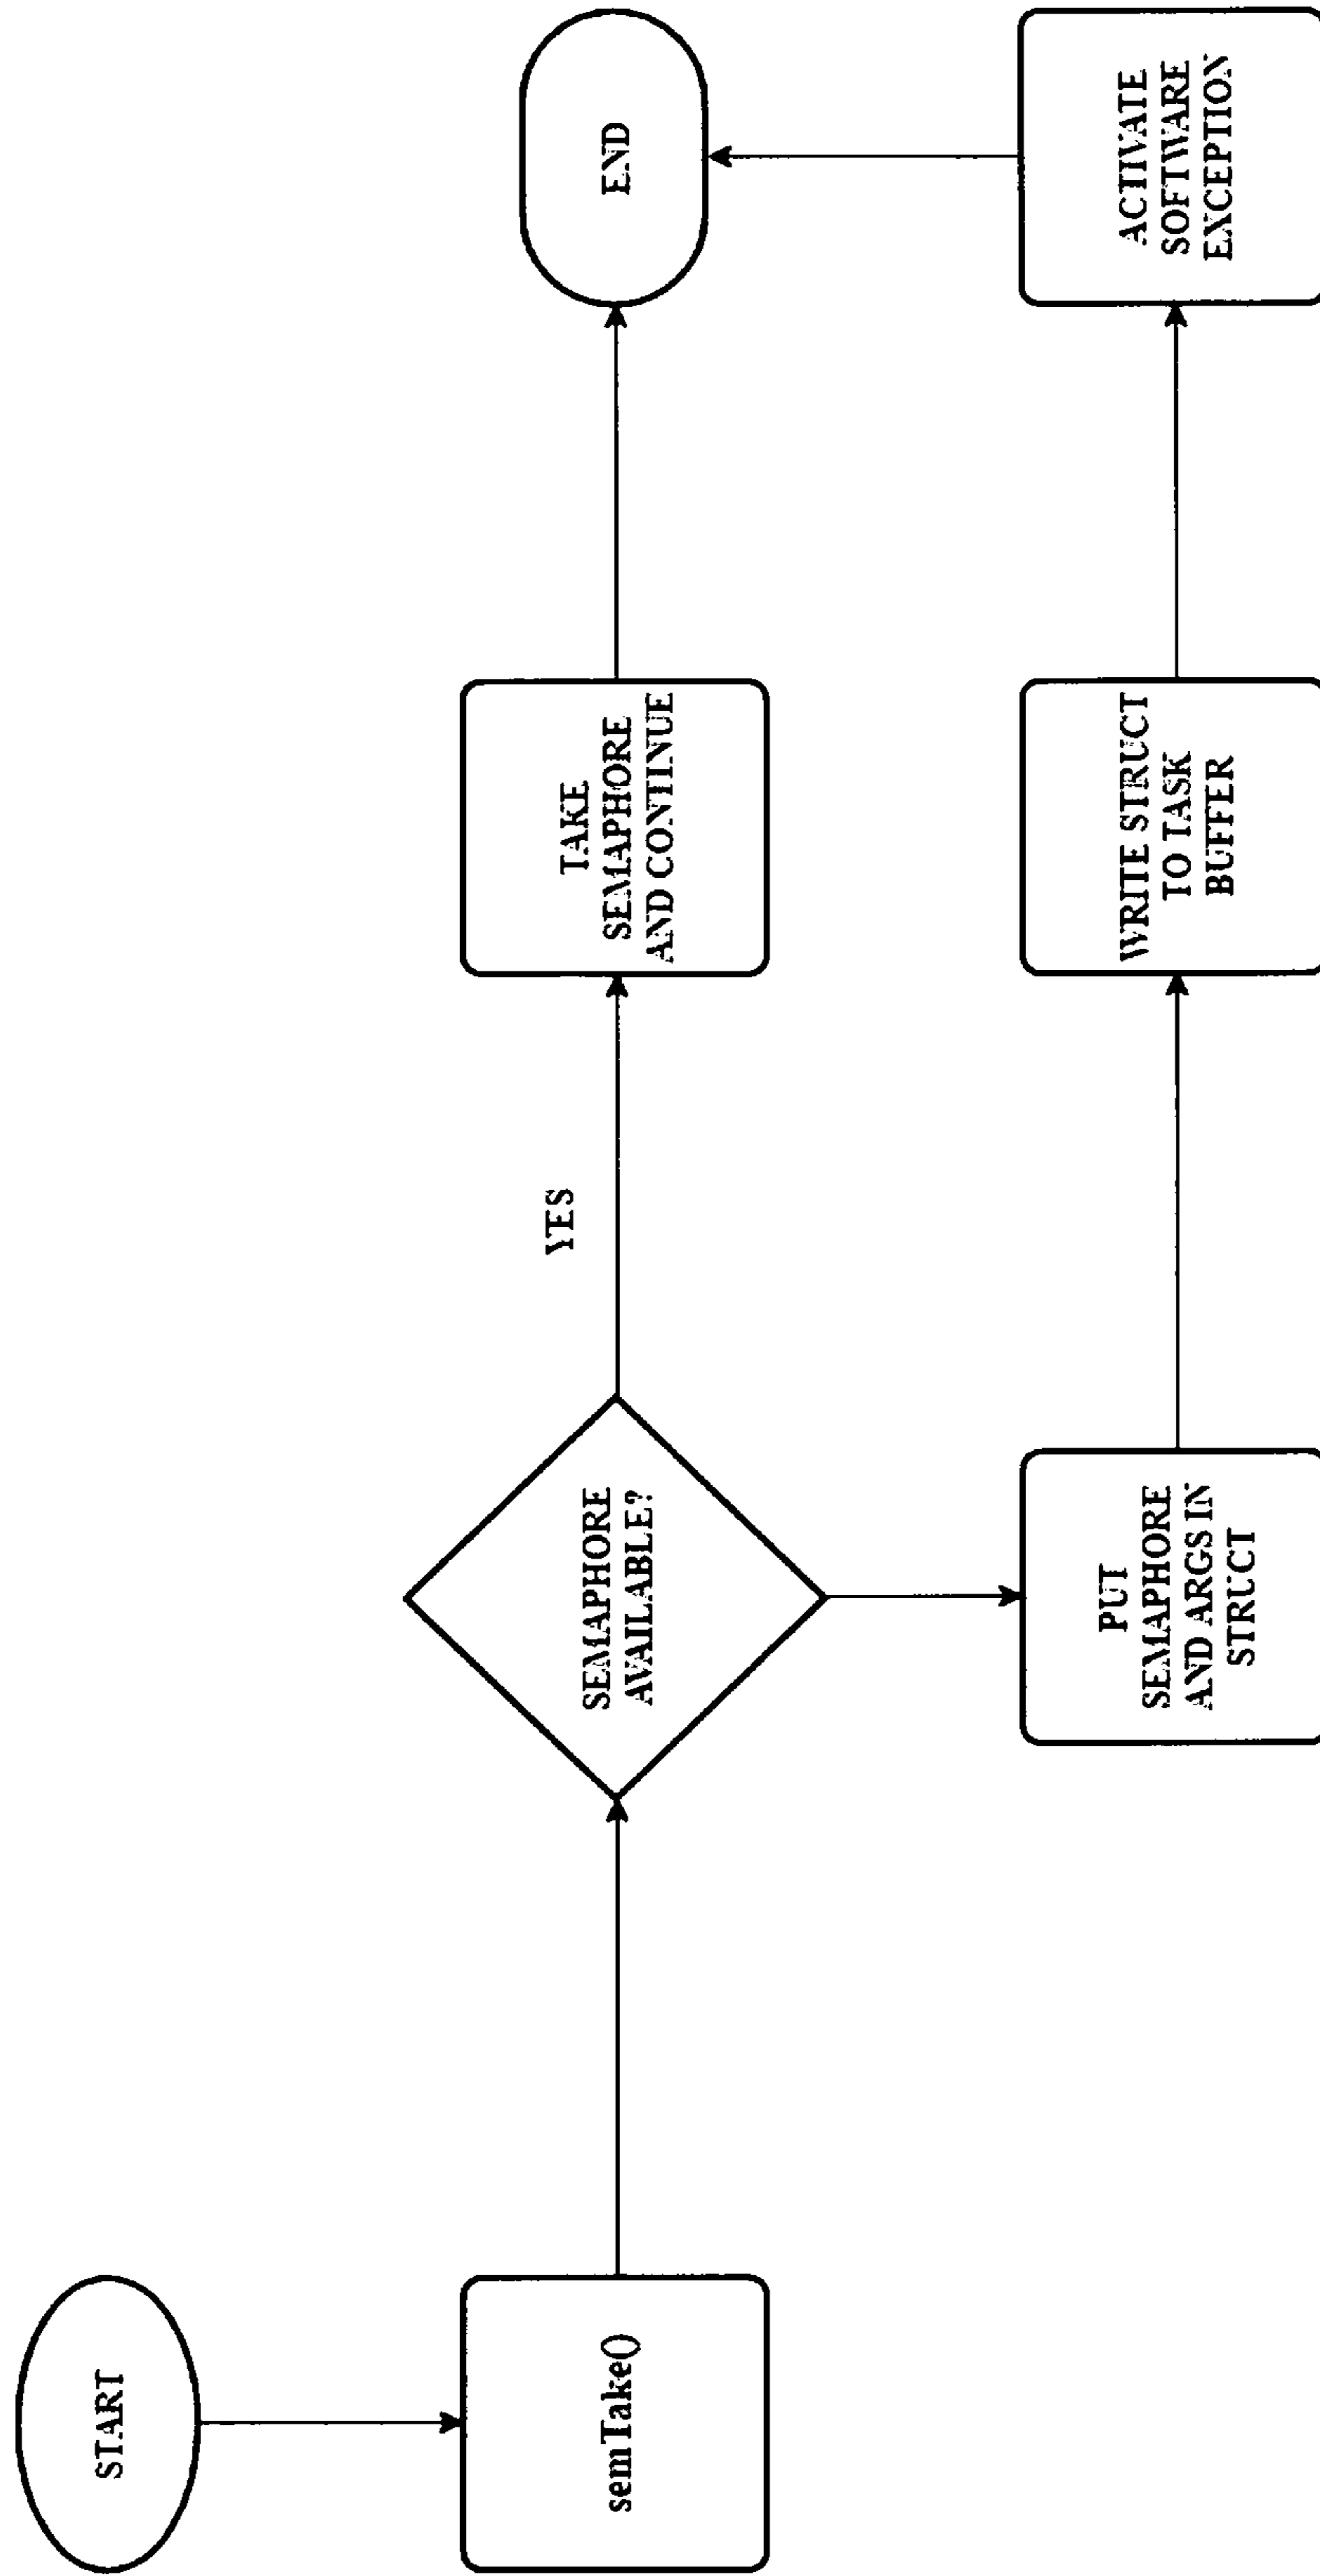 START
semTake()
SEMAPHORE
AVAILABLE?
YES
TAKE
SEMAPHORE
AND CONTINUE
END
PUT
SEMAPHORE
AND ARGS IN
STRUCT
WRITE STRUCT
TO TASK
BUFFER
ACTIVATE
SOFTWARE
EXCEPTION